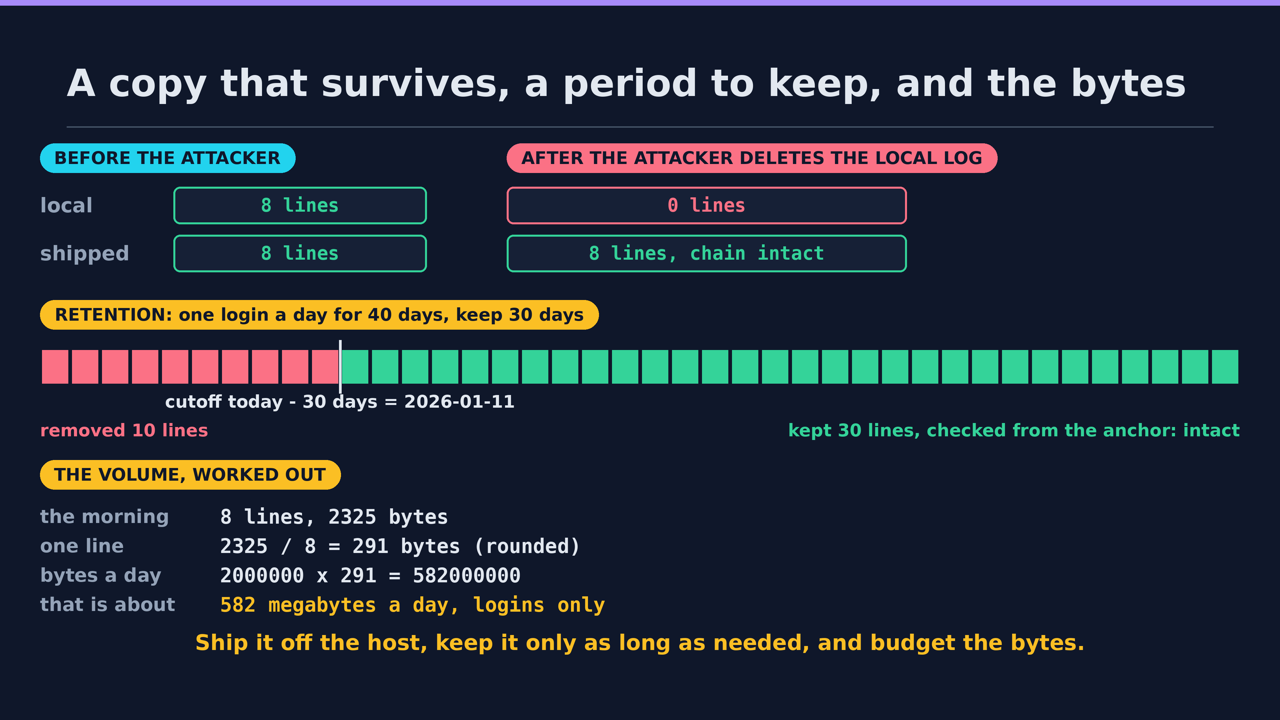 A copy that survives, a period to keep, and the bytes
BEFORE THE ATTACKER
AFTER THE ATTACKER DELETES THE LOCAL LOG
local
8 lines
0 lines
shipped
8 lines
8 lines, chain intact
RETENTION: one login a day for 40 days, keep 30 days
cutoff today - 30 days = 2026-01-11
removed 10 lines
kept 30 lines, checked from the anchor: intact
THE VOLUME, WORKED OUT
the morning 8 lines, 2325 bytes
one line 2325 / 8 = 291 bytes (rounded)
bytes a day 2000000 x 291 = 582000000
that is about 582 megabytes a day, logins only
Ship it off the host, keep it only as long as needed, and budget the bytes.